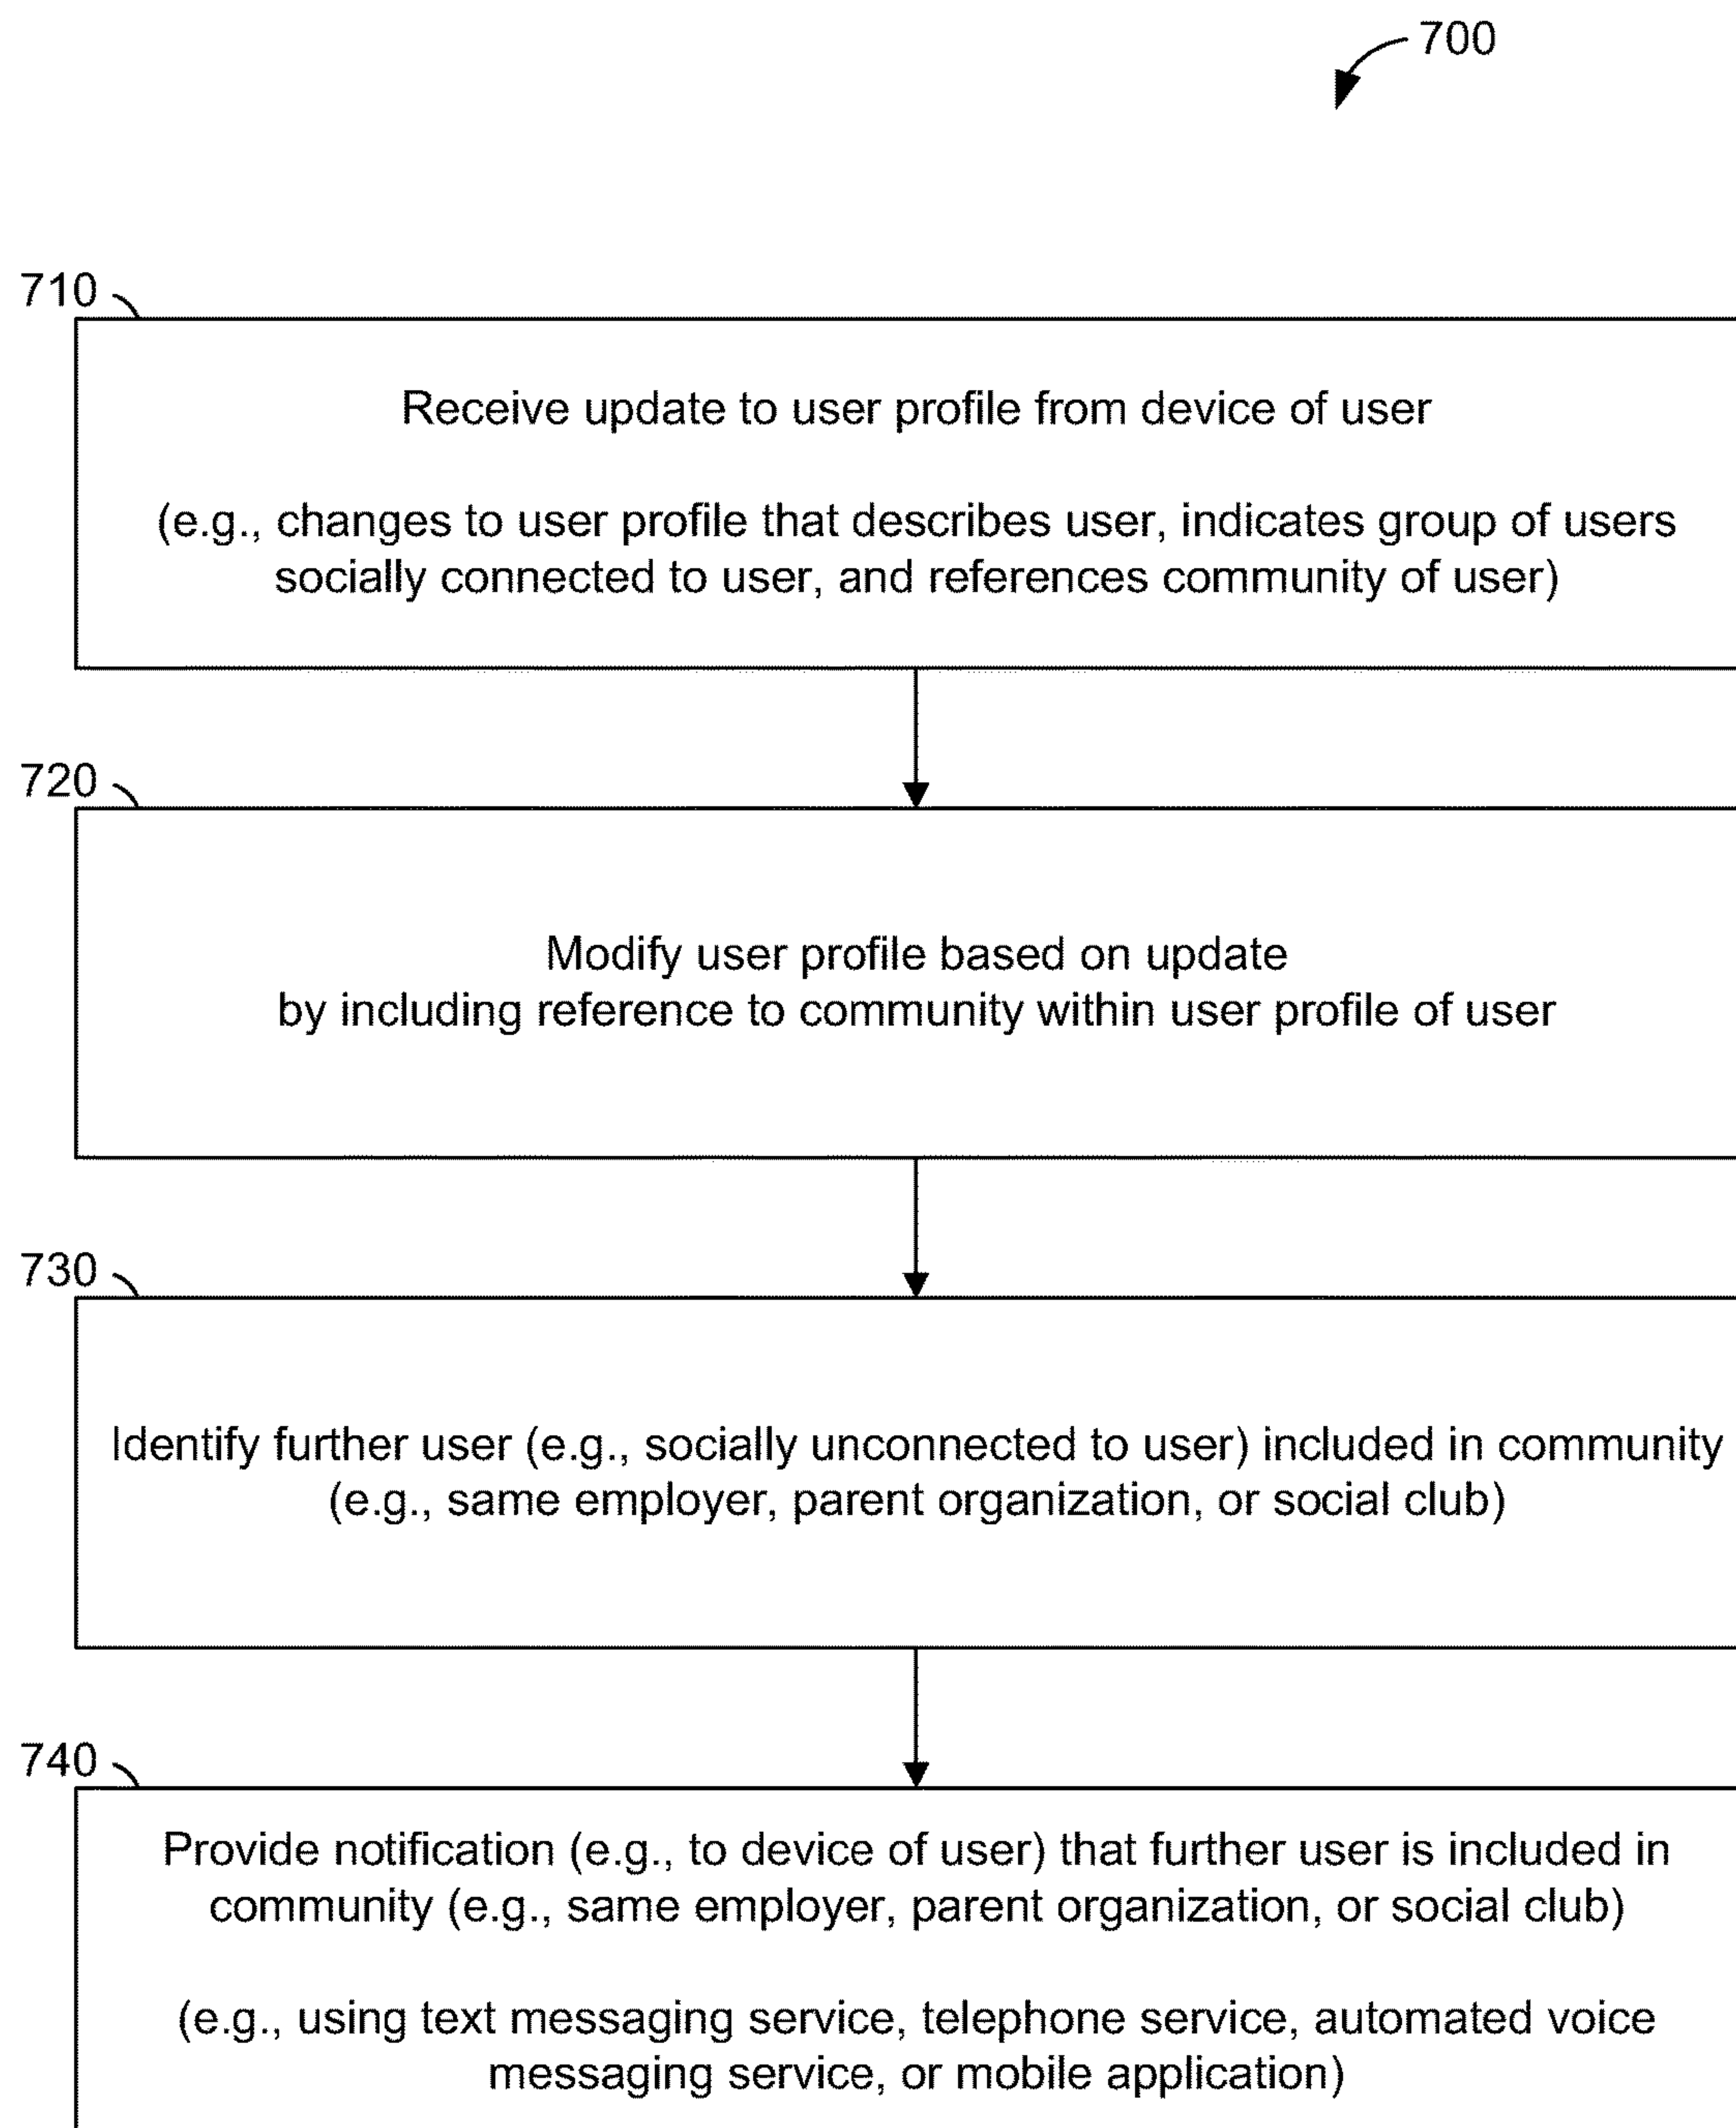 700
710
Receive update to user profile from device of user
(e.g., changes to user profile that describes user, indicates group of users
socially connected to user, and references community of user)
720
Modify user profile based on update
by including reference to community within user profile of user
730
Identify further user (e.g., socially unconnected to user) included in community
(e.g., same employer, parent organization, or social club)
740
Provide notification (e.g., to device of user) that further user is included in
community (e.g., same employer, parent organization, or social club)
(e.g., using text messaging service, telephone service, automated voice
messaging service, or mobile application)